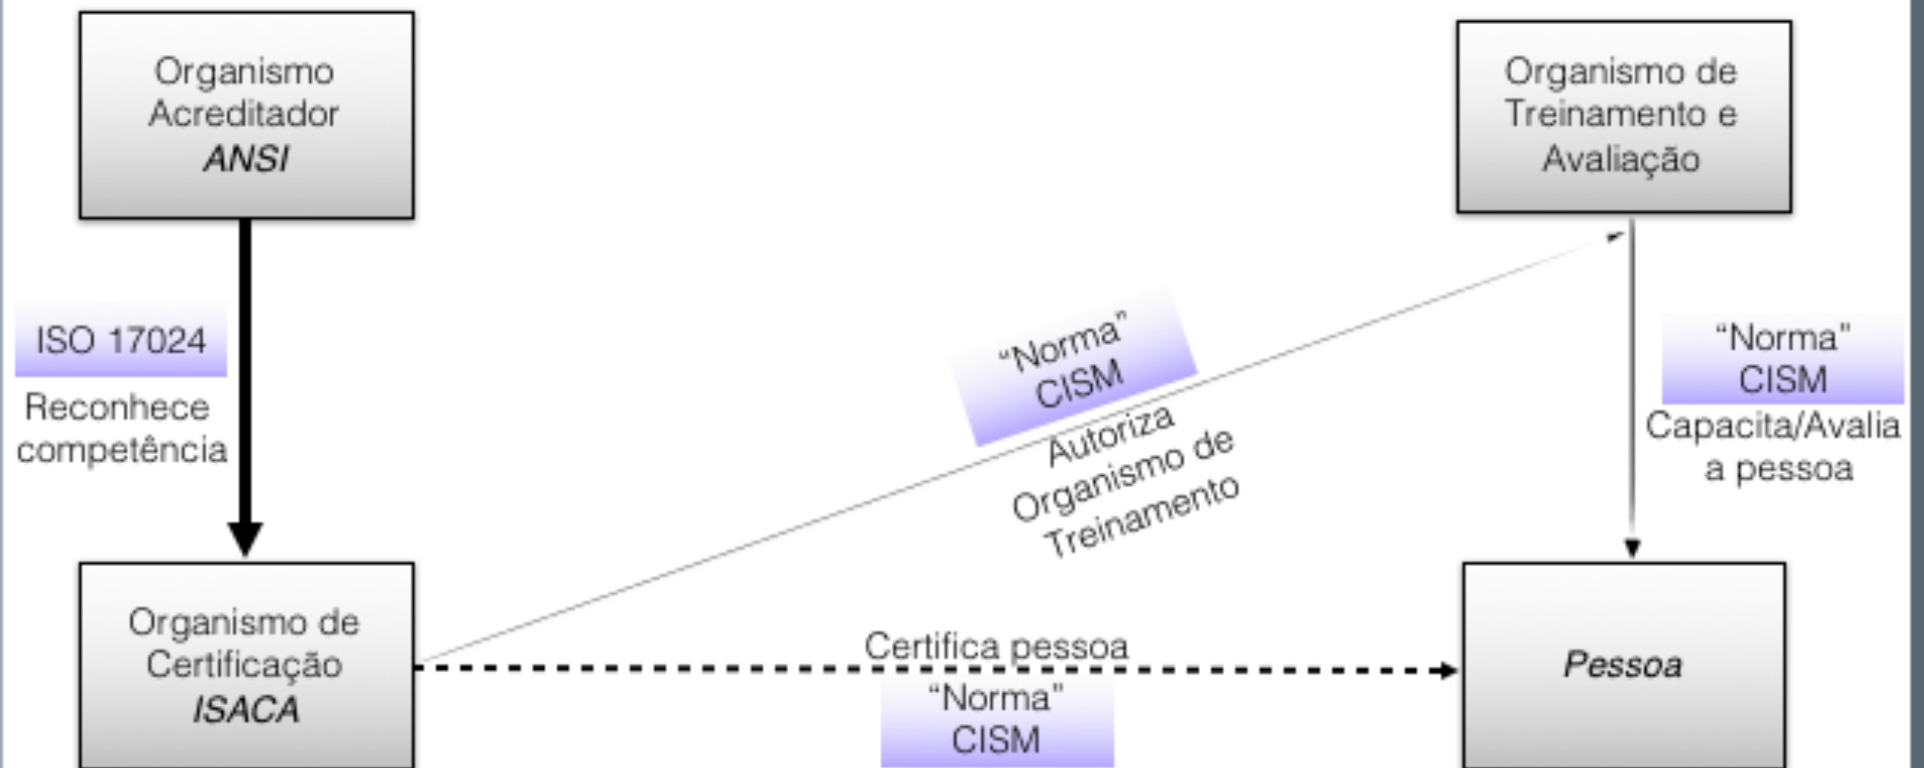 Organismo
Acreditador
ANSI
Organismo de
Treinamento e
Avaliação
ISO 17024
Reconhece
competência
“Norma”
CISM
Autoriza
Organismo de
Treinamento
“Norma”
CISM
Capacita/Avalia
a pessoa
Organismo de
Certificação
ISACA
Certifica pessoa
“Norma”
CISM
Pessoa